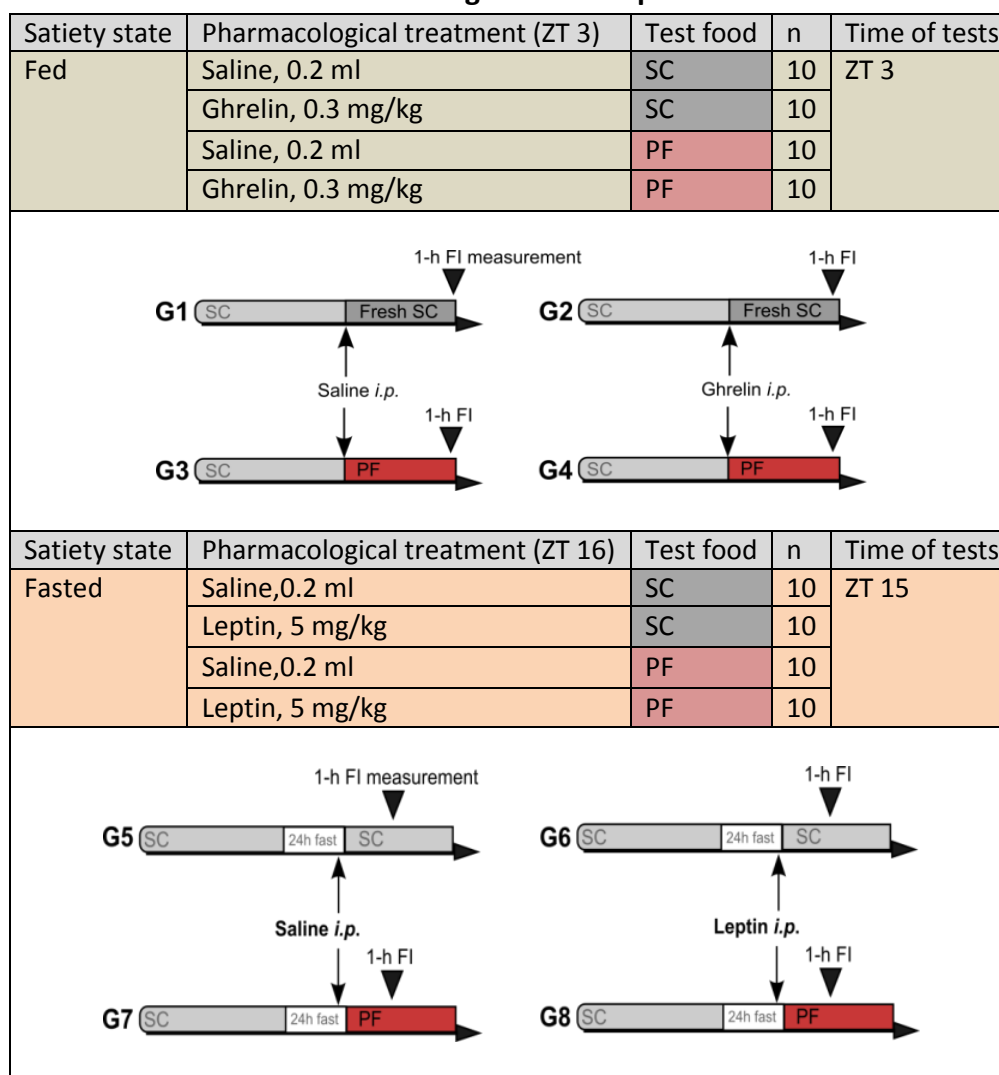 Satiety state Pharmacological treatment (ZT 3) Test food n Time of tests
Fed Saline, 0.2 ml SC 10 ZT 3
Ghrelin, 0.3 mg/kg SC 10
Saline, 0.2 ml PF 10
Ghrelin, 0.3 mg/kg PF 10
1-h FI measurement 1-h FI
G1 SC Fresh SC G2 SC Fresh SC
Saline i.p. Ghrelin i.p.
1-h FI 1-h FI
G3 SC PF G4 SC PF
Satiety state Pharmacological treatment (ZT 16) Test food n Time of tests
Fasted Saline,0.2 ml SC 10 ZT 15
Leptin, 5 mg/kg SC 10
Saline,0.2 ml PF 10
Leptin, 5 mg/kg PF 10
1-h FI measurement 1-h FI
G5 SC 24h fast SC G6 SC 24h fast SC
Saline i.p. Leptin i.p.
1-h FI 1-h FI
G7 SC 24h fast PF G8 SC 24h fast PF